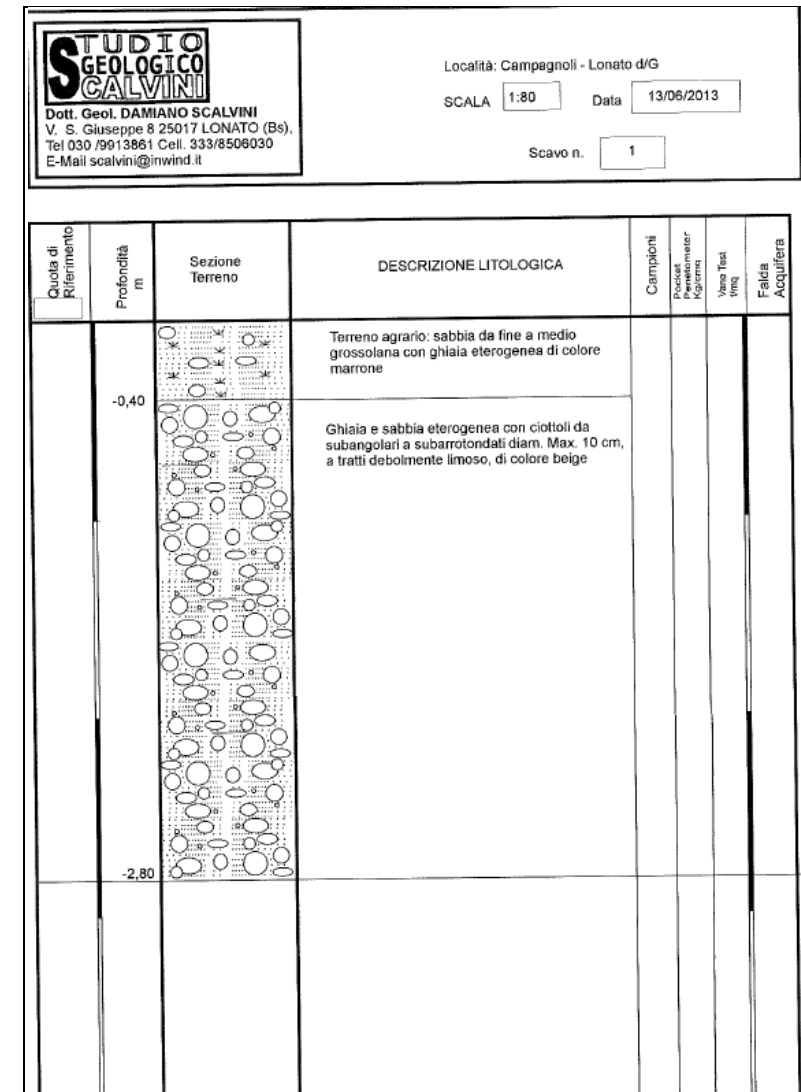 STUDIO
GEOLOGICO
SCALVINI
Dott. Geol. DAMIANO SCALVINI
V. S. Giuseppe 8 25017 LONATO (Bs),
Tel 030 /9913861 Cell. 333/8506030
E-Mail scalvini@inwind.it
Località: Campagnoli - Lonato d/G
SCALA 1:80 Data 13/06/2013
Scavo n. 1
Quota di
Riferimento
Profondità
m
Sezione
Terreno
DESCRIZIONE LITOLOGICA
Campioni
Pocket
Penetometer
Kg/cmq
Vane Test
t/mq
Falda
Acquifera
Terreno agrario: sabbia da fine a medio
grossolana con ghiaia eterogenea di colore
marrone
-0,40
Ghiaia e sabbia eterogenea con ciottoli da
subangolari a subarrotondati diam. Max. 10 cm,
a tratti debolmente limoso, di colore beige
-2,80